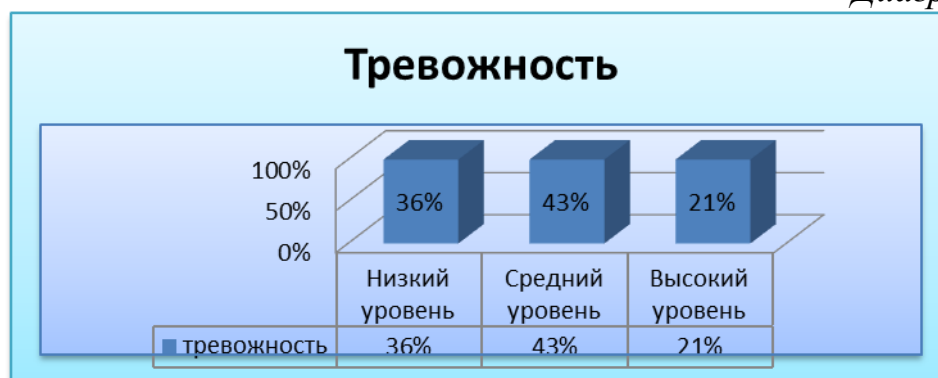 Тревожность
100%
50%
0%
36% 43% 21%
Низкий уровень Средний уровень Высокий уровень
тревожность 36% 43% 21%